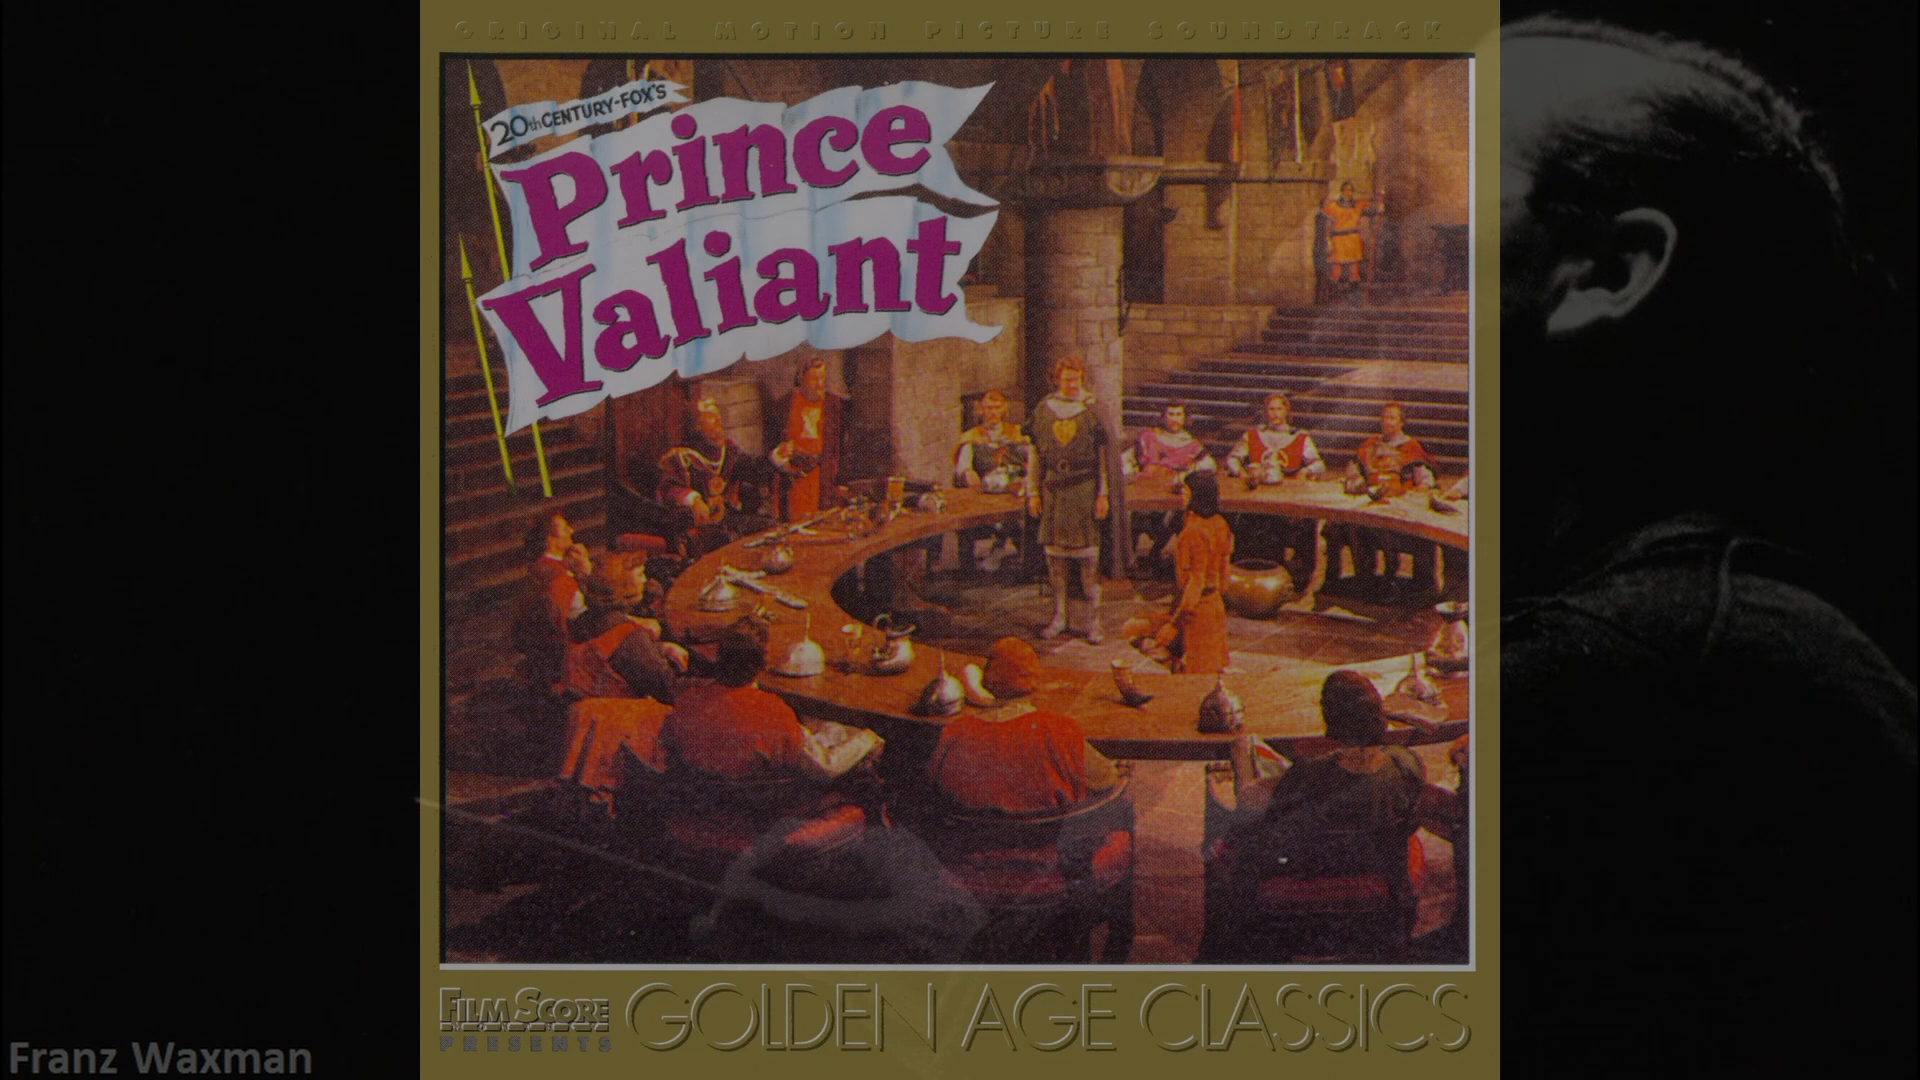 ORIGINAL MOTION PICTURE SOUNDTRACK
20th CENTURY-FOX'S
Prince
Valiant
FILM SCORE
PRESENTS
GOLDEN AGE CLASSICS
Franz Waxman